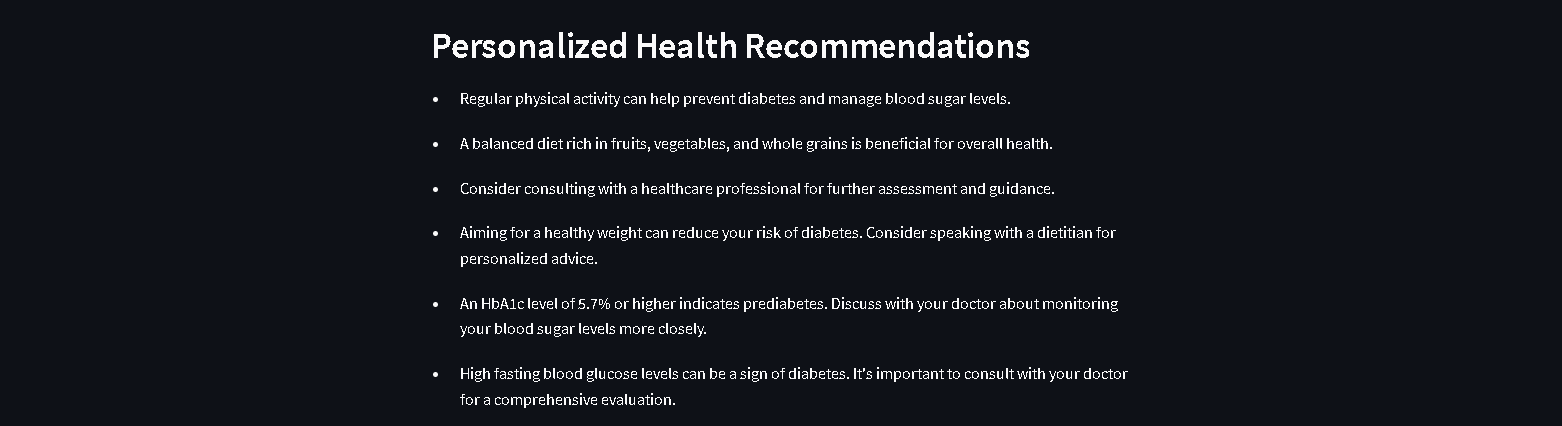 Personalized Health Recommendations
• Regular physical activity can help prevent diabetes and manage blood sugar levels.
• A balanced diet rich in fruits, vegetables, and whole grains is beneficial for overall health.
• Consider consulting with a healthcare professional for further assessment and guidance.
• Aiming for a healthy weight can reduce your risk of diabetes. Consider speaking with a dietitian for
personalized advice.
• An HbA1c level of 5.7% or higher indicates prediabetes. Discuss with your doctor about monitoring
your blood sugar levels more closely.
• High fasting blood glucose levels can be a sign of diabetes. It's important to consult with your doctor
for a comprehensive evaluation.